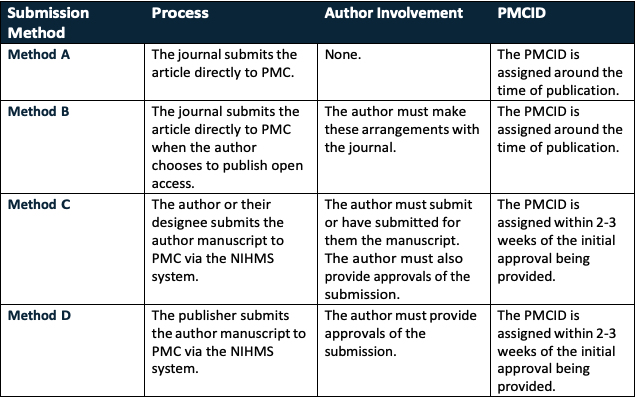 Submission Method
Process
Author Involvement
PMCID
Method A
The journal submits the
article directly to PMC.
None.
The PMCID is
assigned around the
time of publication.
Method B
The journal submits the
article directly to PMC
when the author
chooses to publish open
access.
The author must make
these arrangements with
the journal.
The PMCID is
assigned around the
time of publication.
Method C
The author or their
designee submits the
author manuscript to
PMC via the NIHMS
system.
The author must submit
or have submitted for
them the manuscript.
The author must also
provide approvals of the
submission.
The PMCID is
assigned within 2-3
weeks of the initial
approval being
provided.
Method D
The publisher submits
the author manuscript to
PMC via the NIHMS
system.
The author must provide
approvals of the
submission.
The PMCID is
assigned within 2-3
weeks of the initial
approval being
provided.